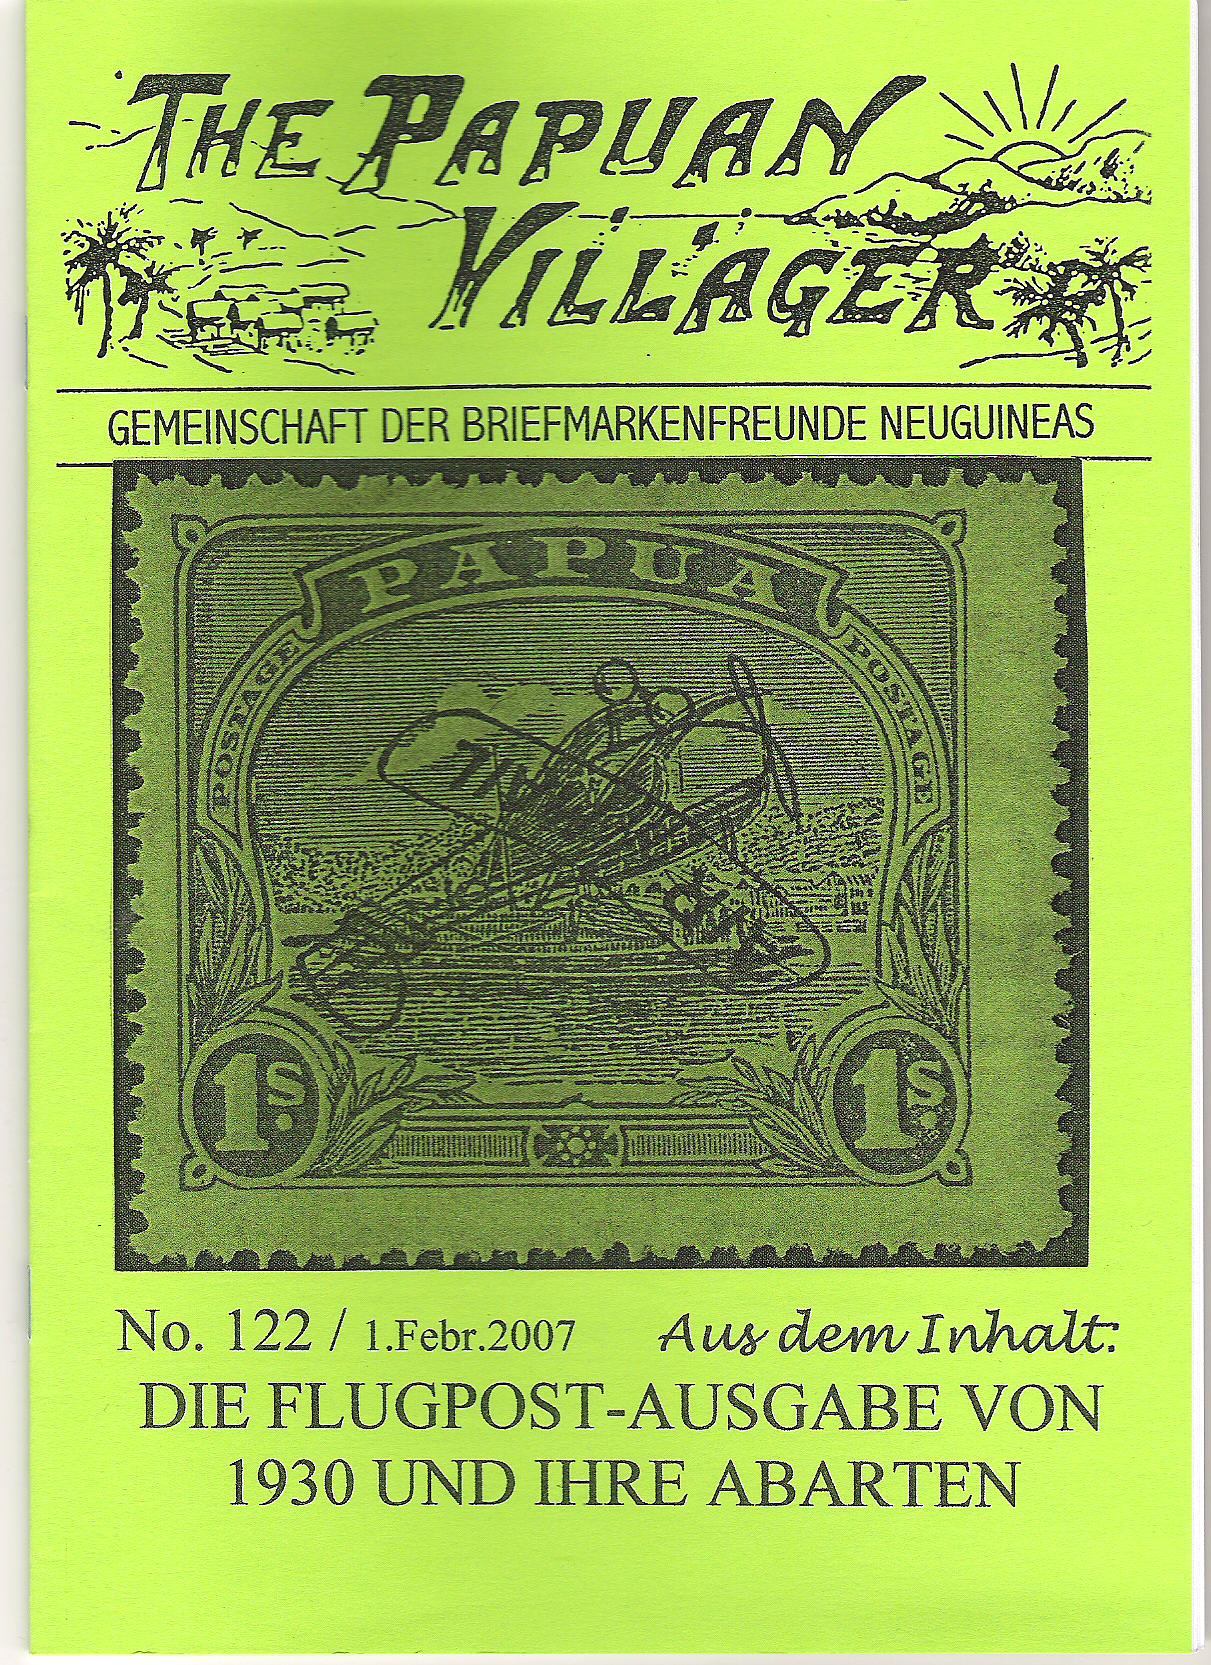 THE PAPUAN
VILLAGER
GEMEINSCHAFT DER BRIEFMARKENFREUNDE NEUGUINEAS
PAPUA
POSTAGE
POSTAGE
1s.
1s.
No. 122 / 1.Febr.2007 Aus dem Inhalt:
DIE FLUGPOST-AUSGABE VON
1930 UND IHRE ABARTEN